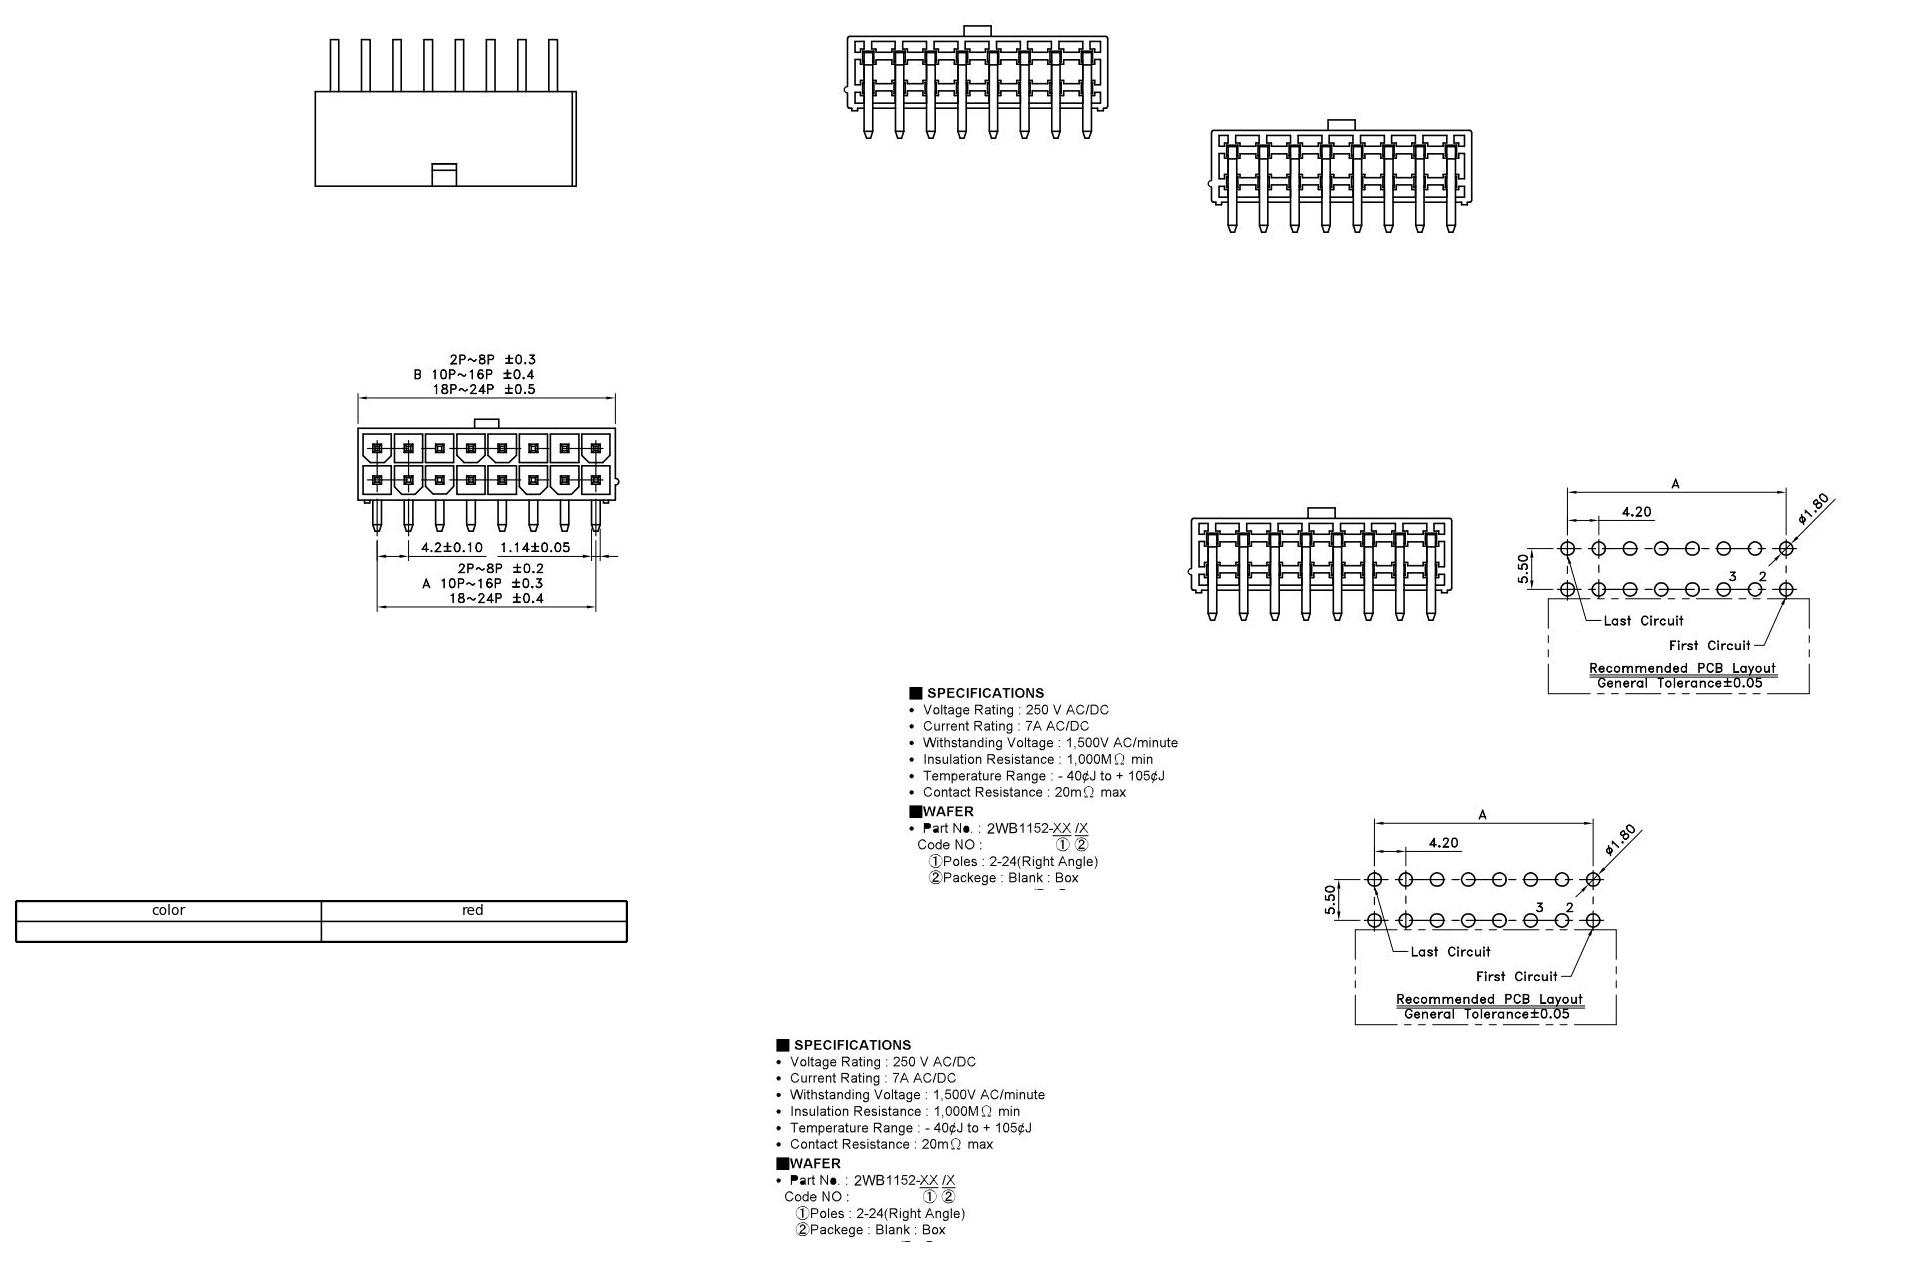 2P~8P ±0.3
B 10P~16P ±0.4
18P~24P ±0.5
4.2±0.10 1.14±0.05
2P~8P ±0.2
A 10P~16P ±0.3
18~24P ±0.4
A
4.20
ø1.80
5.50
3 2
Last Circuit
First Circuit
Recommended PCB Layout
General Tolerance±0.05
■ SPECIFICATIONS
• Voltage Rating : 250 V AC/DC
• Current Rating : 7A AC/DC
• Withstanding Voltage : 1,500V AC/minute
• Insulation Resistance : 1,000MΩ min
• Temperature Range : - 40¢J to + 105¢J
• Contact Resistance : 20mΩ max
■WAFER
• Part No. : 2WB1152-XX /X
Code NO : ① ②
①Poles : 2-24(Right Angle)
②Packege : Blank : Box
A
4.20
ø1.80
5.50
3 2
Last Circuit
First Circuit
Recommended PCB Layout
General Tolerance±0.05
color red
■ SPECIFICATIONS
• Voltage Rating : 250 V AC/DC
• Current Rating : 7A AC/DC
• Withstanding Voltage : 1,500V AC/minute
• Insulation Resistance : 1,000MΩ min
• Temperature Range : - 40¢J to + 105¢J
• Contact Resistance : 20mΩ max
■WAFER
• Part No. : 2WB1152-XX /X
Code NO : ① ②
①Poles : 2-24(Right Angle)
②Packege : Blank : Box